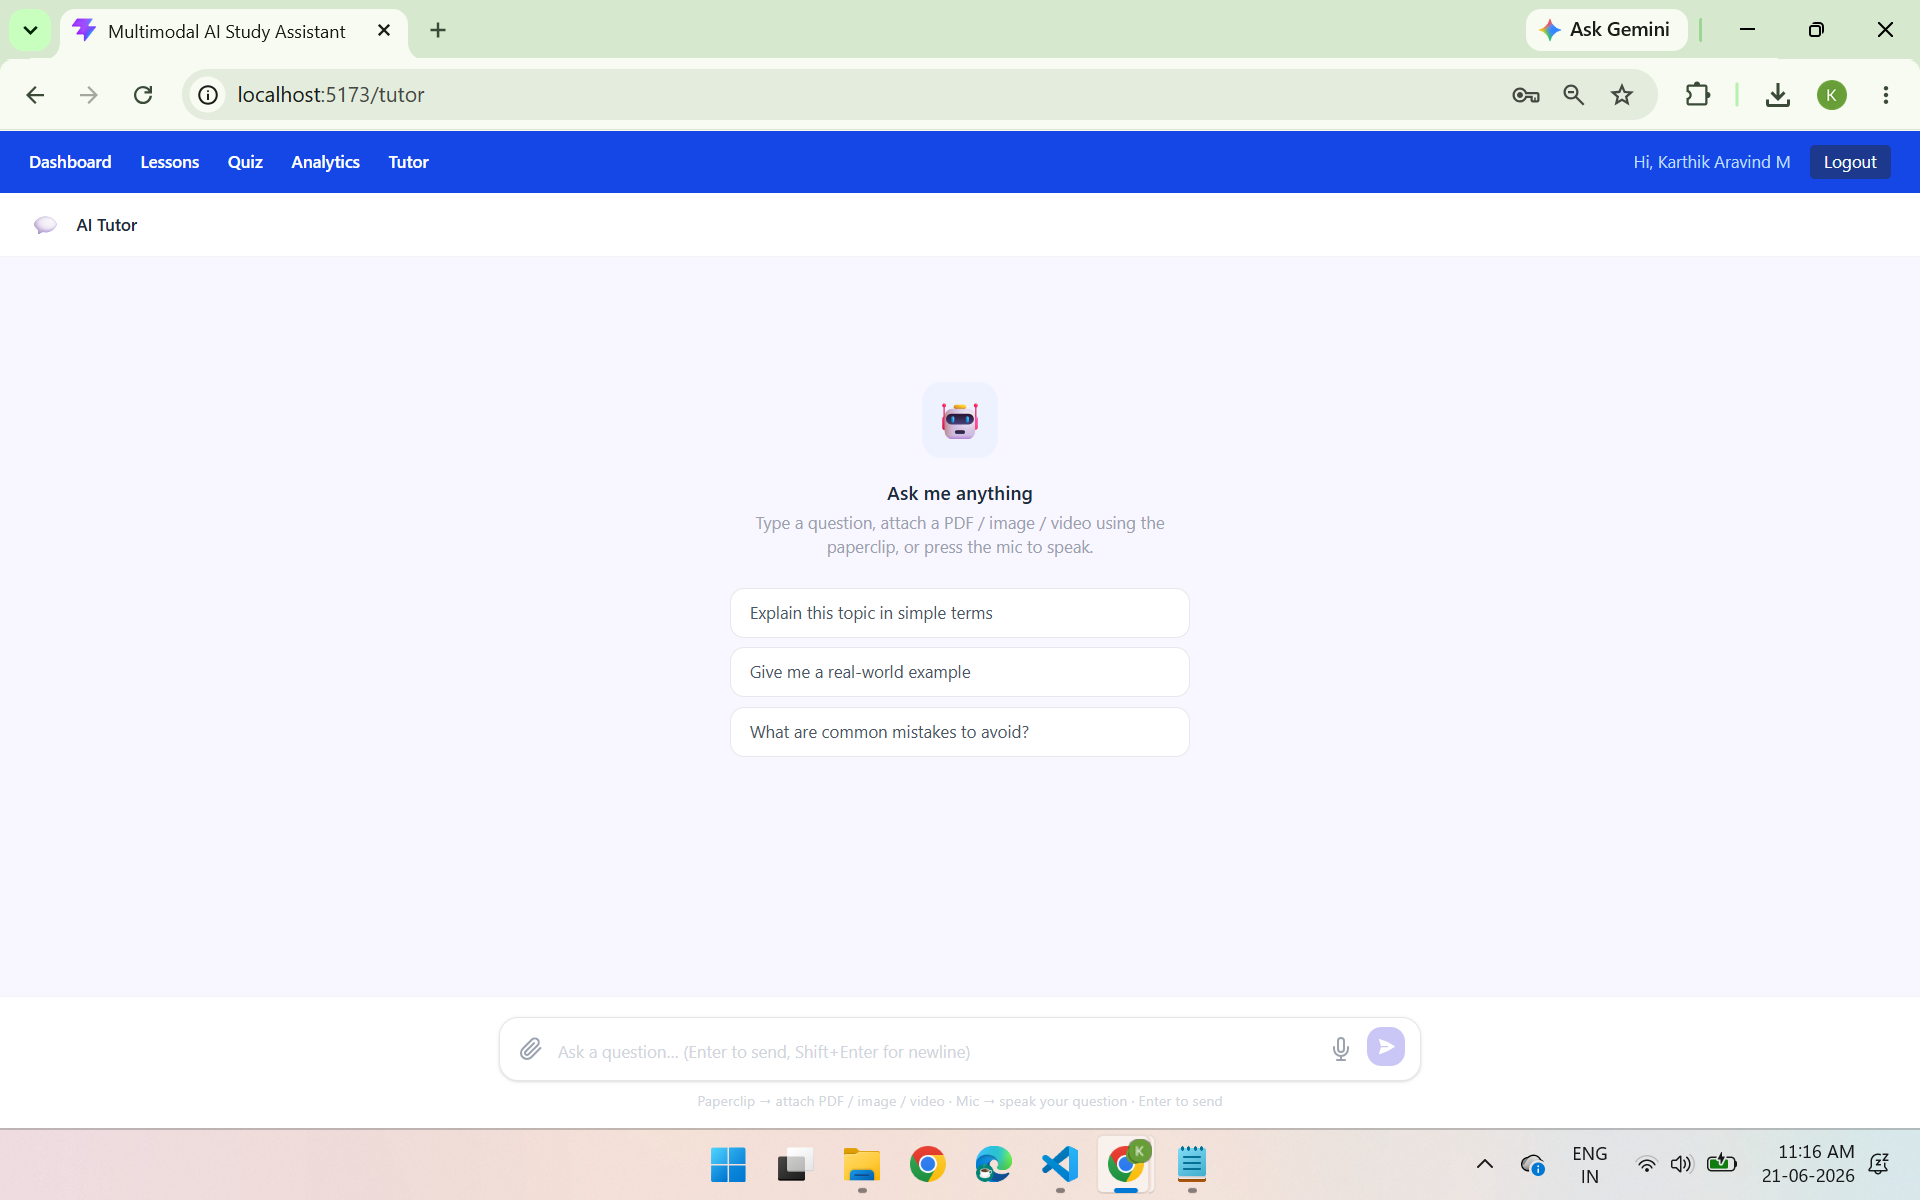 Multimodal AI Study Assistant
Ask Gemini
localhost:5173/tutor
K
Dashboard Lessons Quiz Analytics Tutor
Hi, Karthik Aravind M Logout
AI Tutor
Ask me anything
Type a question, attach a PDF / image / video using the
paperclip, or press the mic to speak.
Explain this topic in simple terms
Give me a real-world example
What are common mistakes to avoid?
Ask a question... (Enter to send, Shift+Enter for newline)
Paperclip → attach PDF / image / video · Mic → speak your question · Enter to send
K
ENG
IN
11:16 AM
21-06-2026